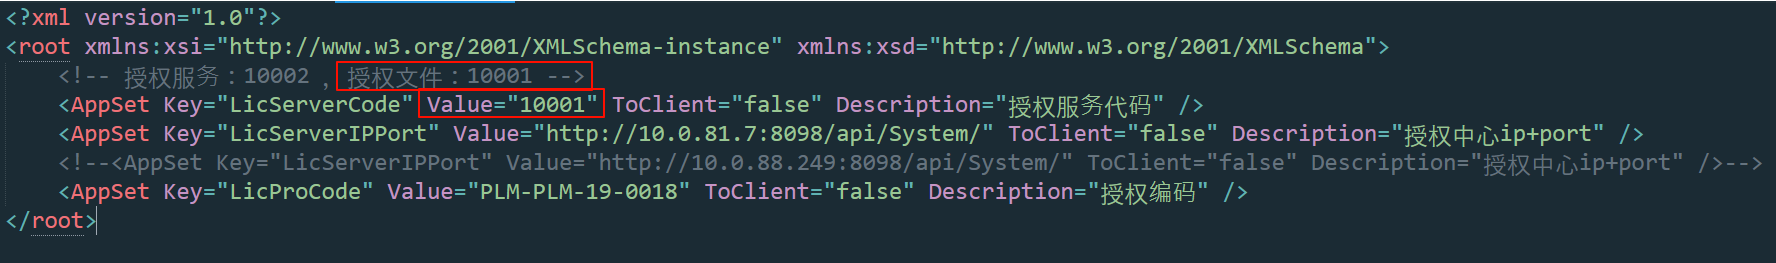 <?xml version="1.0"?>
<root xmlns:xsi="http://www.w3.org/2001/XMLSchema-instance" xmlns:xsd="http://www.w3.org/2001/XMLSchema">
<!-- 授权服务：10002 ，授权文件：10001 -->
<AppSet Key="LicServerCode" Value="10001" ToClient="false" Description="授权服务代码" />
<AppSet Key="LicServerIPPort" Value="http://10.0.81.7:8098/api/System/" ToClient="false" Description="授权中心ip+port" />
<!--<AppSet Key="LicServerIPPort" Value="http://10.0.88.249:8098/api/System/" ToClient="false" Description="授权中心ip+port" />-->
<AppSet Key="LicProCode" Value="PLM-PLM-19-0018" ToClient="false" Description="授权编码" />
</root>